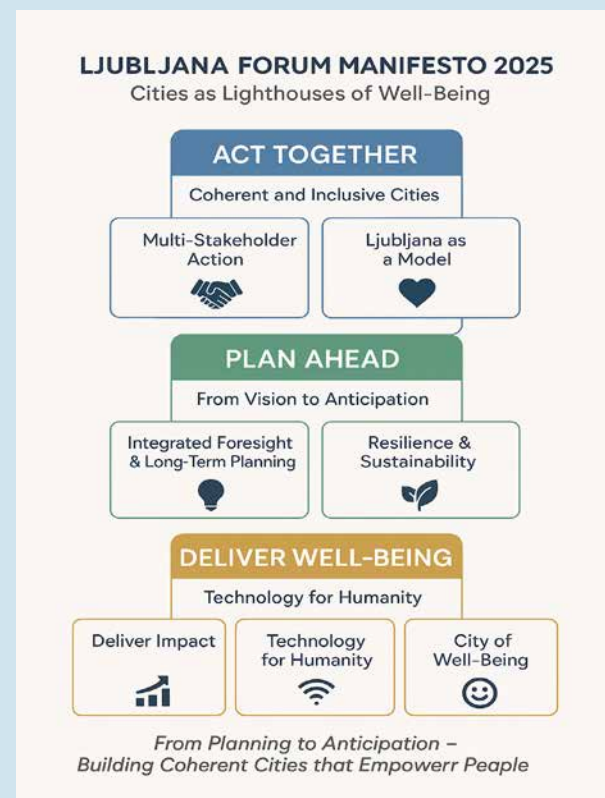 LJUBLJANA FORUM MANIFESTO 2025
Cities as Lighthouses of Well-Being
ACT TOGETHER
Coherent and Inclusive Cities
Multi-Stakeholder
Action
Ljubljana as
a Model
PLAN AHEAD
From Vision to Anticipation
Integrated Foresight
& Long-Term Planning
Resilience &
Sustainability
DELIVER WELL-BEING
Technology for Humanity
Deliver Impact
Technology
for Humanity
City of
Well-Being
From Planning to Anticipation –
Building Coherent Cities that Empowerr Peaple